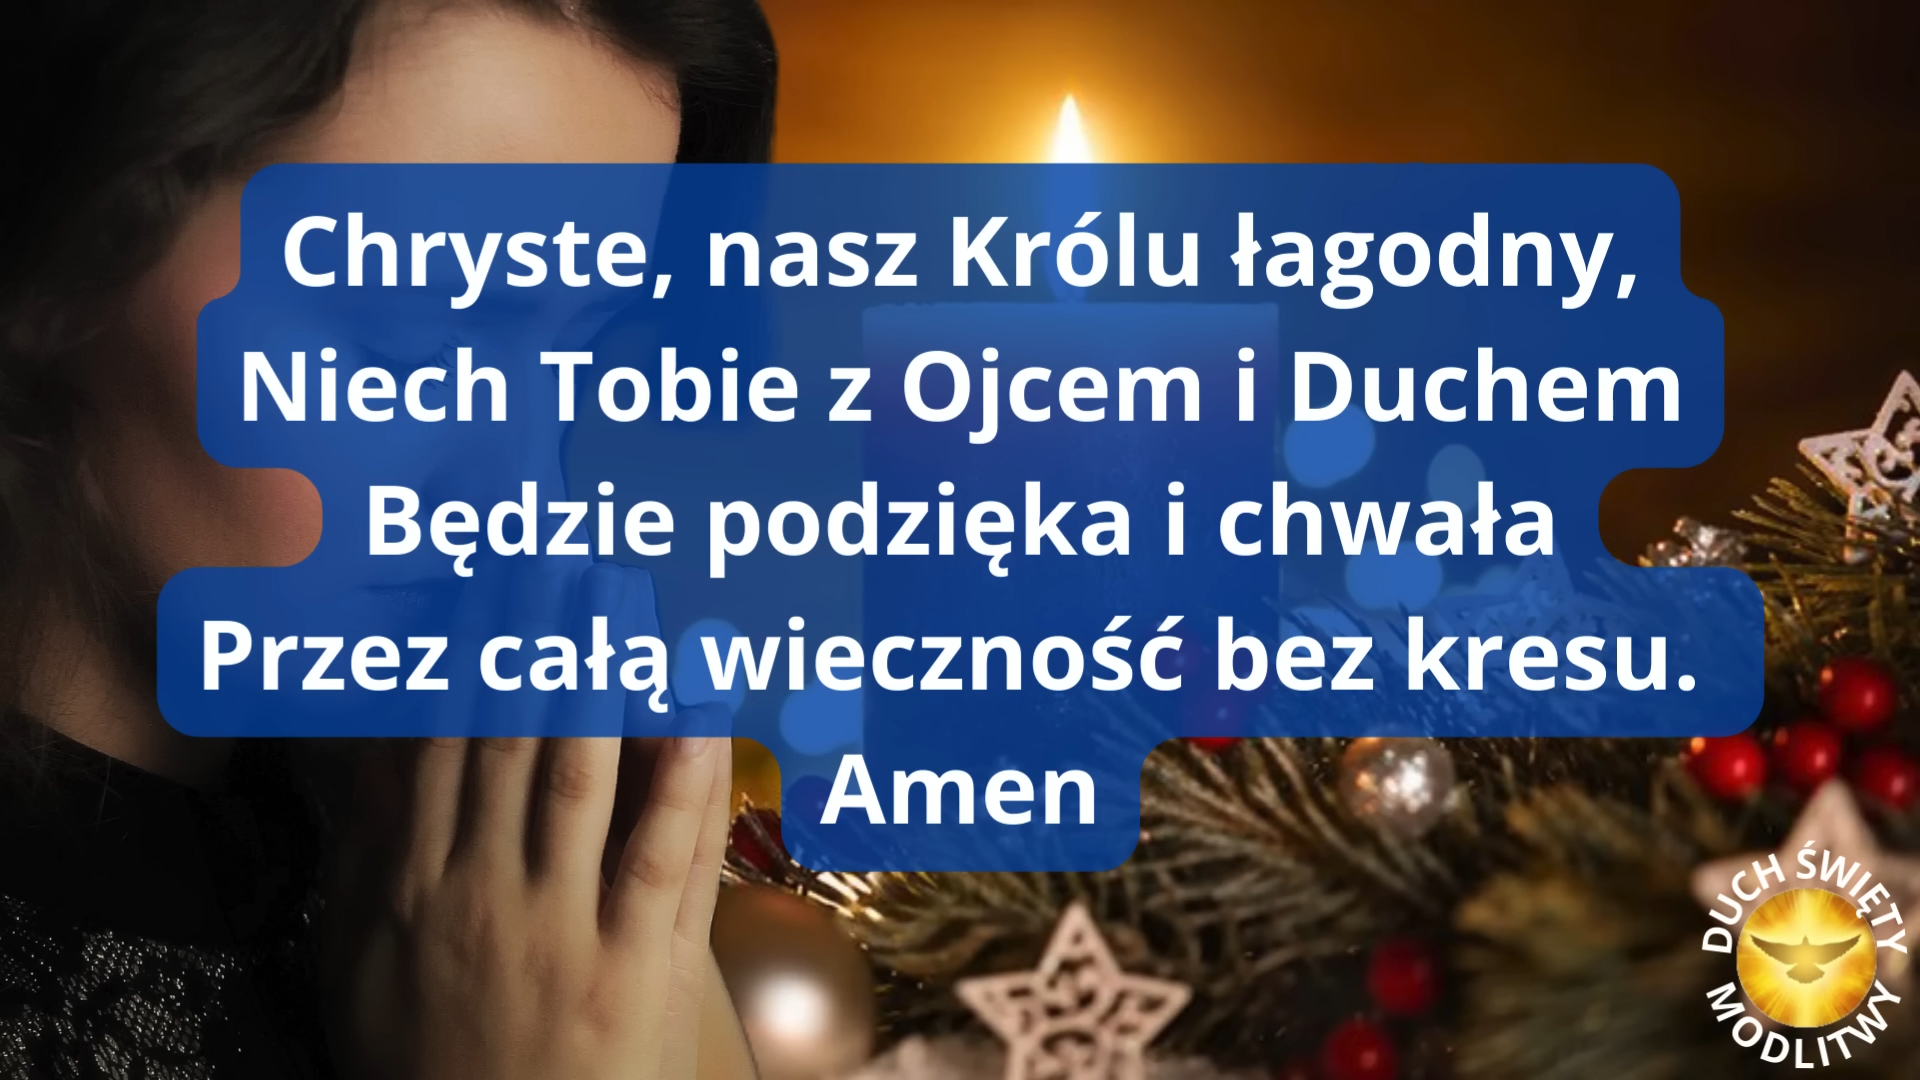 Chryste, nasz Królu łagodny,
Niech Tobie z Ojcem i Duchem
Będzie podzięka i chwała
Przez całą wieczność bez kresu.
Amen
DUCH ŚWIĘTY
MODLITWY